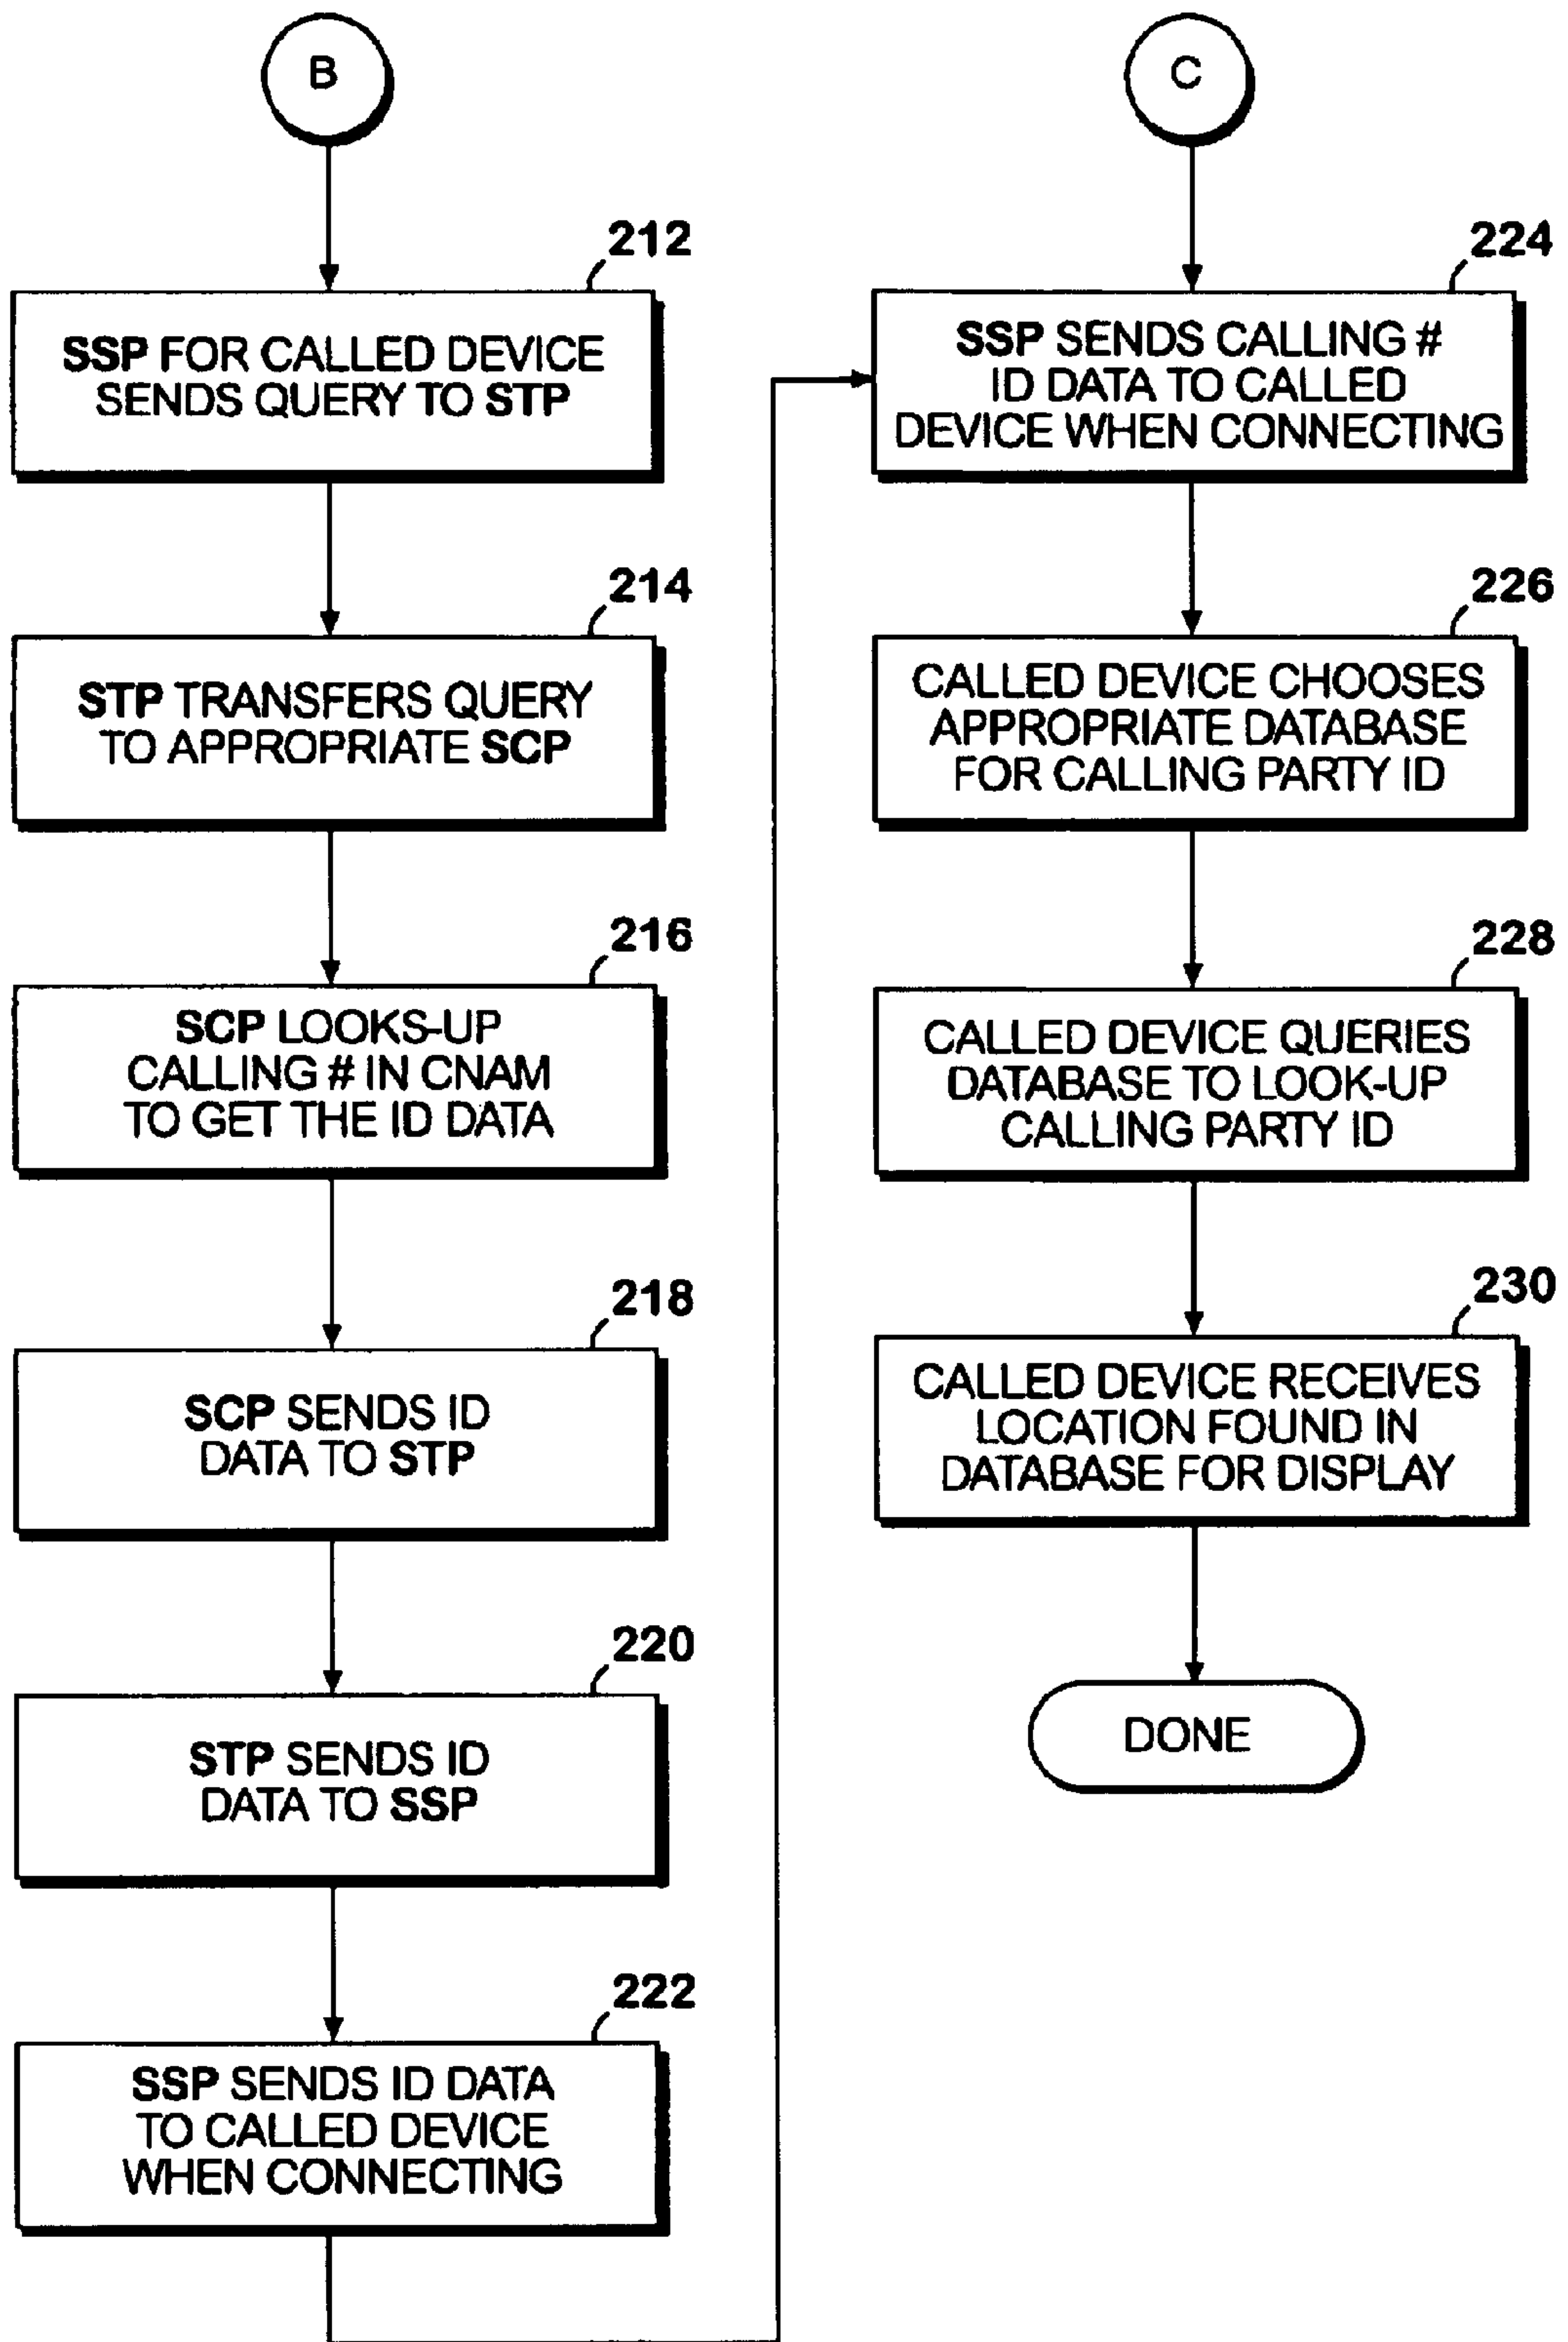 B
212
SSP FOR CALLED DEVICE
SENDS QUERY TO STP
214
STP TRANSFERS QUERY
TO APPROPRIATE SCP
216
SCP LOOKS-UP
CALLING # IN CNAM
TO GET THE ID DATA
218
SCP SENDS ID
DATA TO STP
220
STP SENDS ID
DATA TO SSP
222
SSP SENDS ID DATA
TO CALLED DEVICE
WHEN CONNECTING
C
224
SSP SENDS CALLING #
ID DATA TO CALLED
DEVICE WHEN CONNECTING
226
CALLED DEVICE CHOOSES
APPROPRIATE DATABASE
FOR CALLING PARTY ID
228
CALLED DEVICE QUERIES
DATABASE TO LOOK-UP
CALLING PARTY ID
230
CALLED DEVICE RECEIVES
LOCATION FOUND IN
DATABASE FOR DISPLAY
DONE